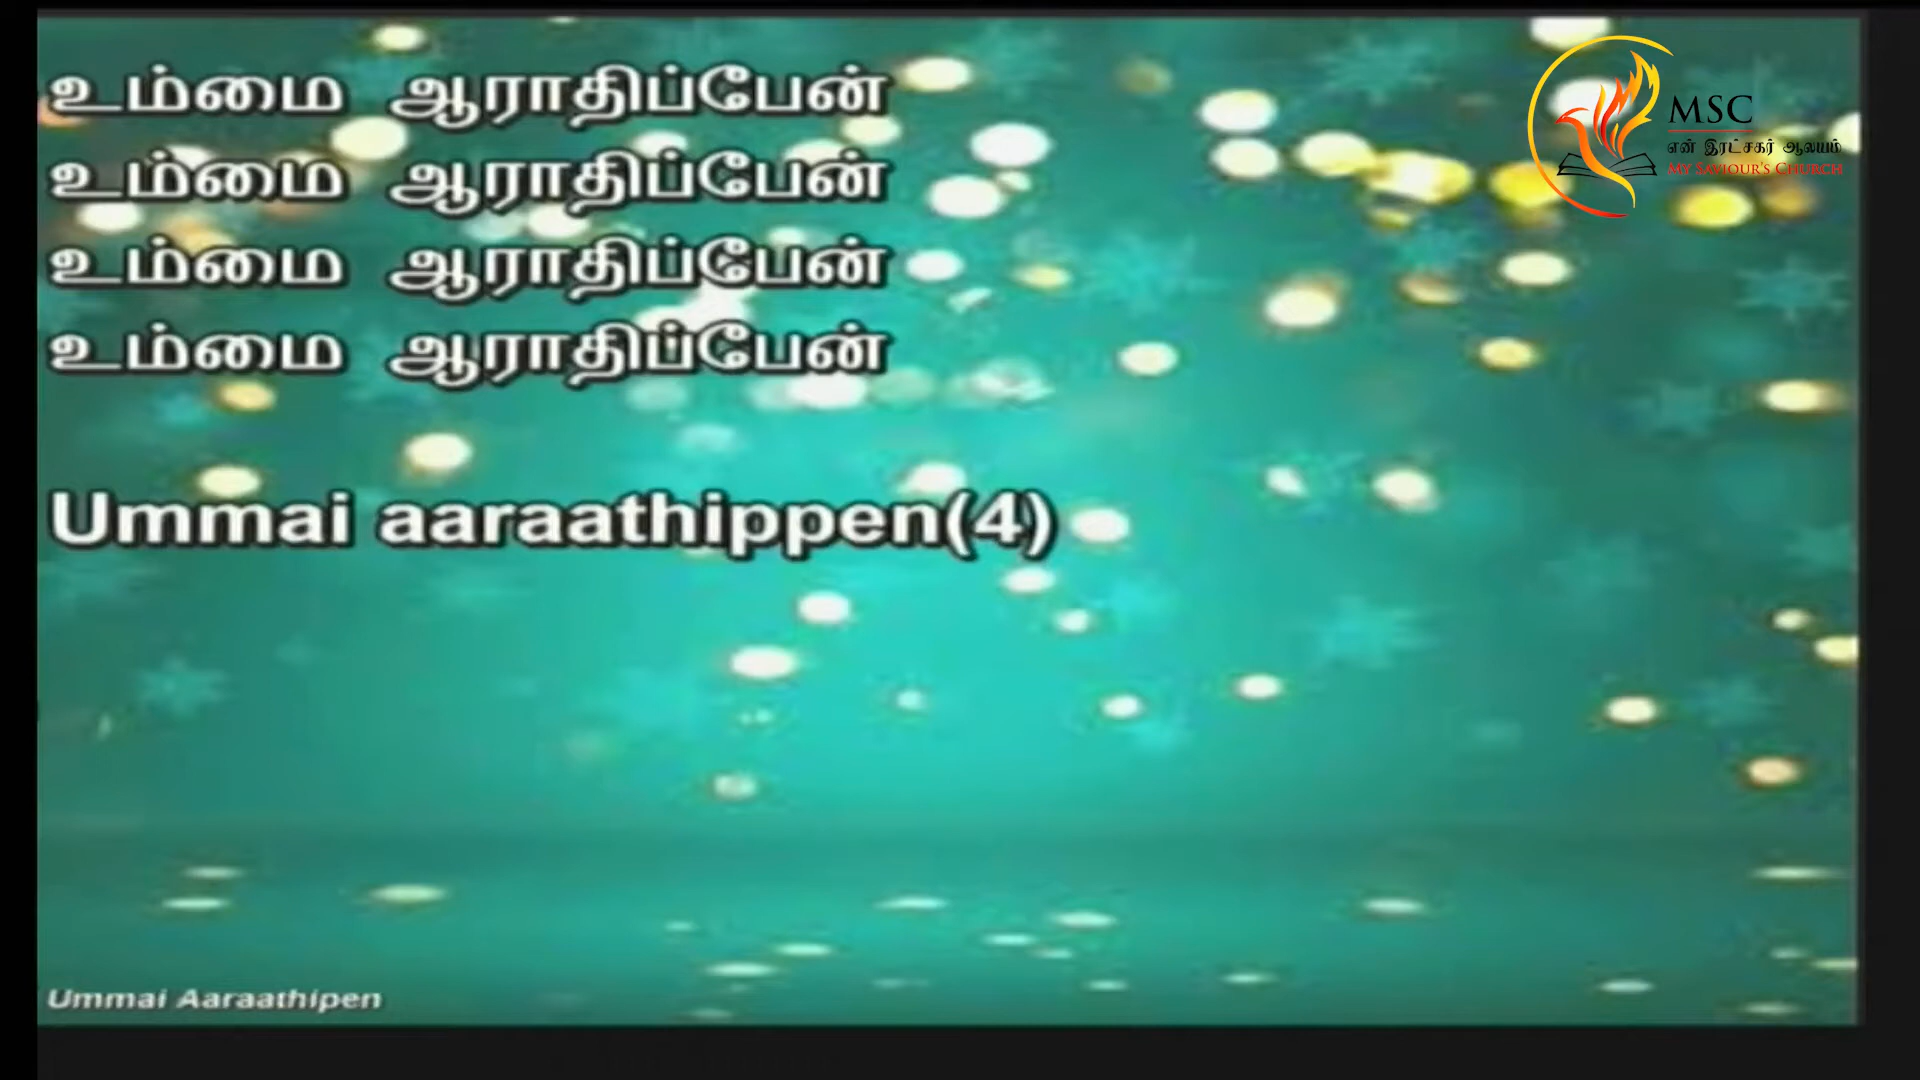 உம்மை ஆராதிப்பேன்
உம்மை ஆராதிப்பேன்
உம்மை ஆராதிப்பேன்
உம்மை ஆராதிப்பேன்
Ummai aaraathippen(4)
Ummai Aaraathipen
MSC
என் இரட்சகர் ஆலயம்
MY SAVIOUR'S CHURCH